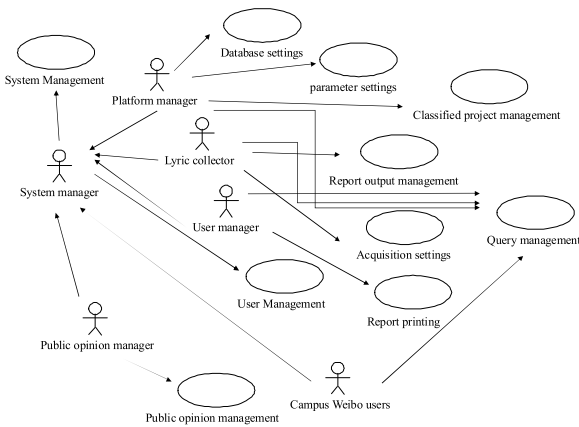 Database settings
System Management
parameter settings
Platform manager
Classified project management
Lyric collector
System manager
Report output management
User manager
Query management
Acquisition settings
User Management
Report printing
Public opinion manager
Campus Weibo users
Public opinion management